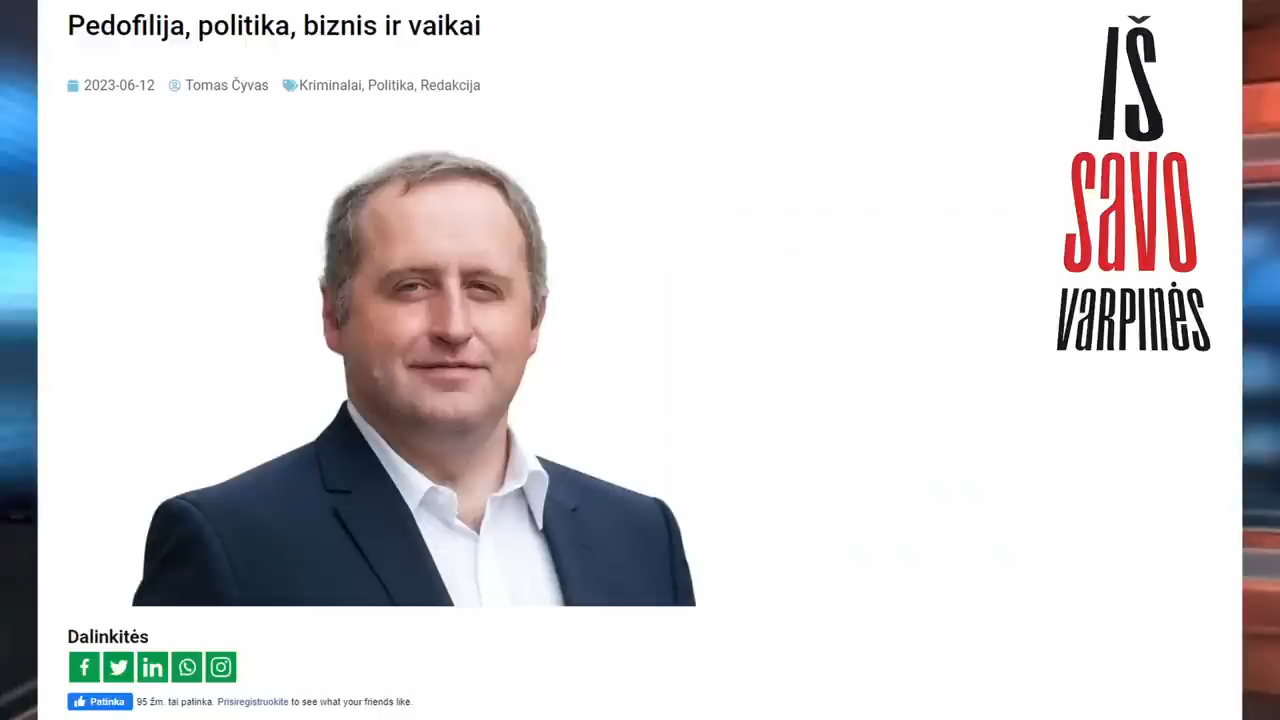 Pedofilija, politika, biznis ir vaikai
2023-06-12 Tomas Čyvas Kriminalai, Politika, Redakcija
IŠ
SAVO
VARPINĖS
Dalinkitės
Patinka 95 žm. tai patinka. Prisiregistruokite to see what your friends like.